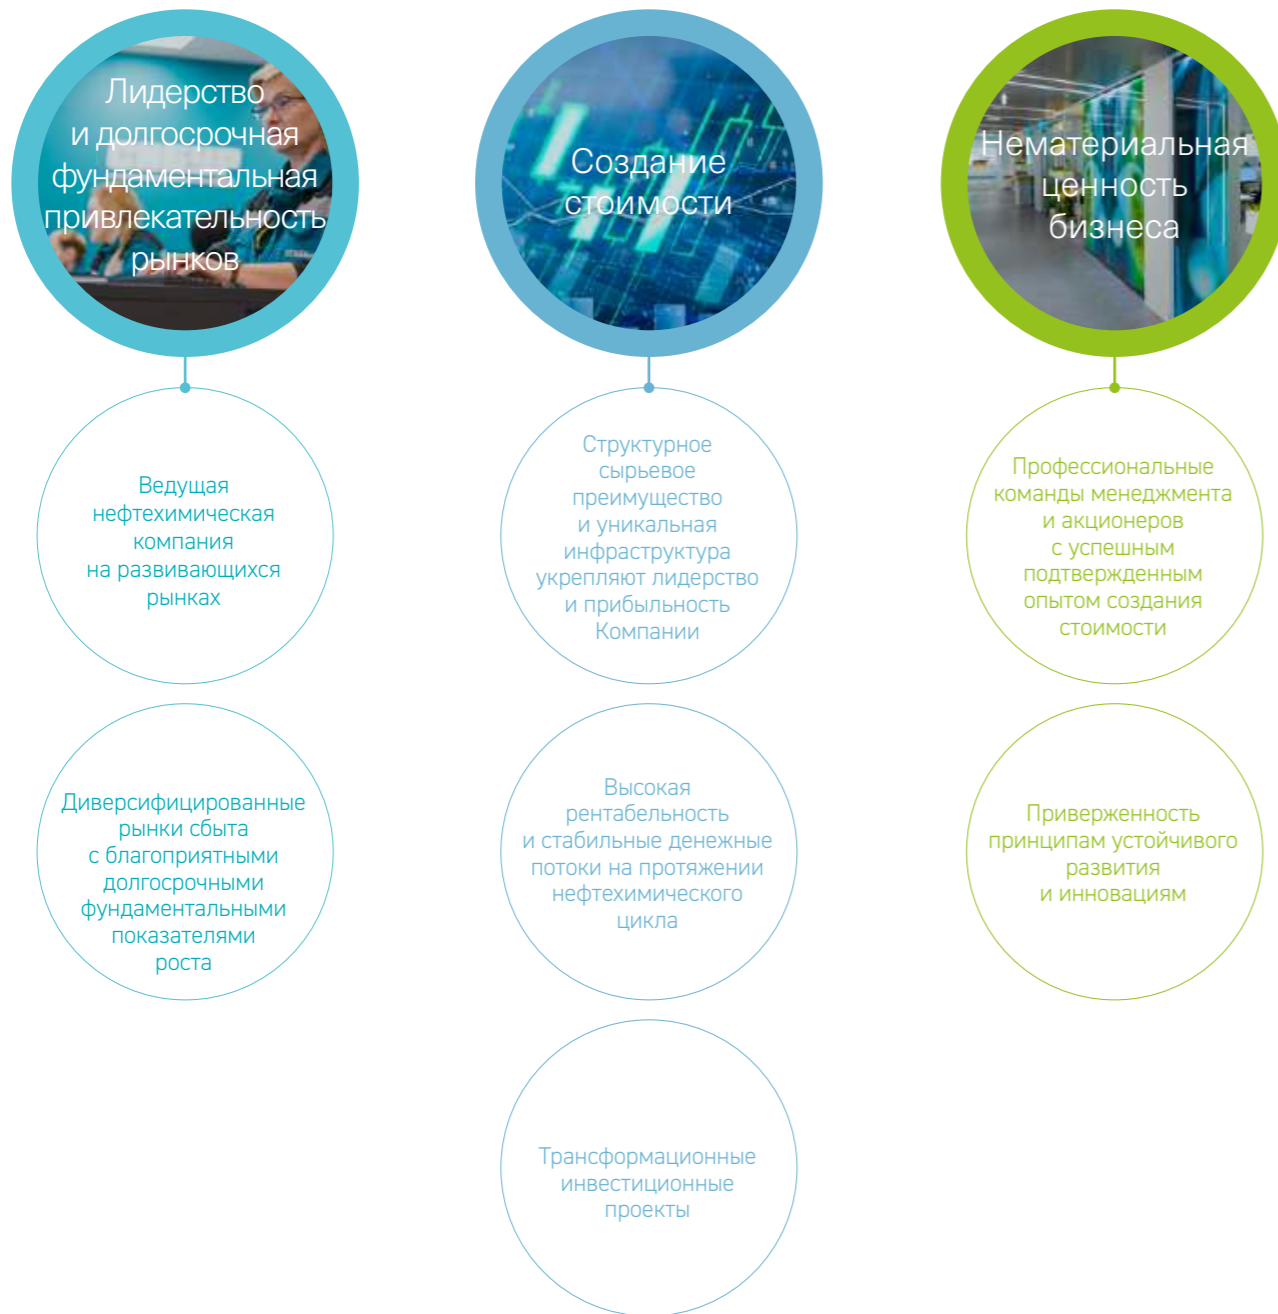 Лидерство
и долгосрочная
фундаментальная
привлекательность
рынков
Ведущая
нефтехимическая
компания
на развивающихся
рынках
Диверсифицированные
рынки сбыта
с благоприятными
долгосрочными
фундаментальными
показателями
роста
Создание
стоимости
Структурное
сырьевое
преимущество
и уникальная
инфраструктура
укрепляют лидерство
и прибыльность
Компании
Высокая
рентабельность
и стабильные денежные
потоки на протяжении
нефтехимического
цикла
Трансформационные
инвестиционные
проекты
Нематериальная
ценность
бизнеса
Профессиональные
команды менеджмента
и акционеров
с успешным
подтвержденным
опытом создания
стоимости
Приверженность
принципам устойчивого
развития
и инновациям